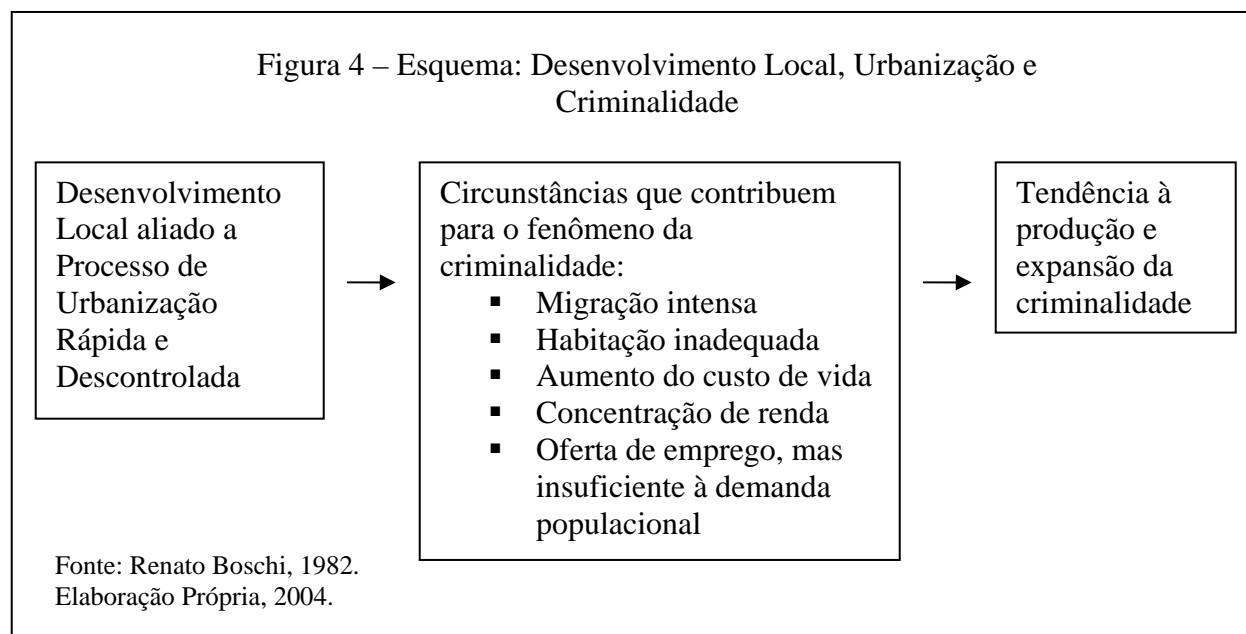 Figura 4 – Esquema: Desenvolvimento Local, Urbanização e
Criminalidade
Desenvolvimento
Local aliado a
Processo de
Urbanização
Rápida e
Descontrolada
Circunstâncias que contribuem
para o fenômeno da
criminalidade:
▪ Migração intensa
▪ Habitação inadequada
▪ Aumento do custo de vida
▪ Concentração de renda
▪ Oferta de emprego, mas
insuficiente à demanda
populacional
Tendência à
produção e
expansão da
criminalidade
Fonte: Renato Boschi, 1982.
Elaboração Própria, 2004.